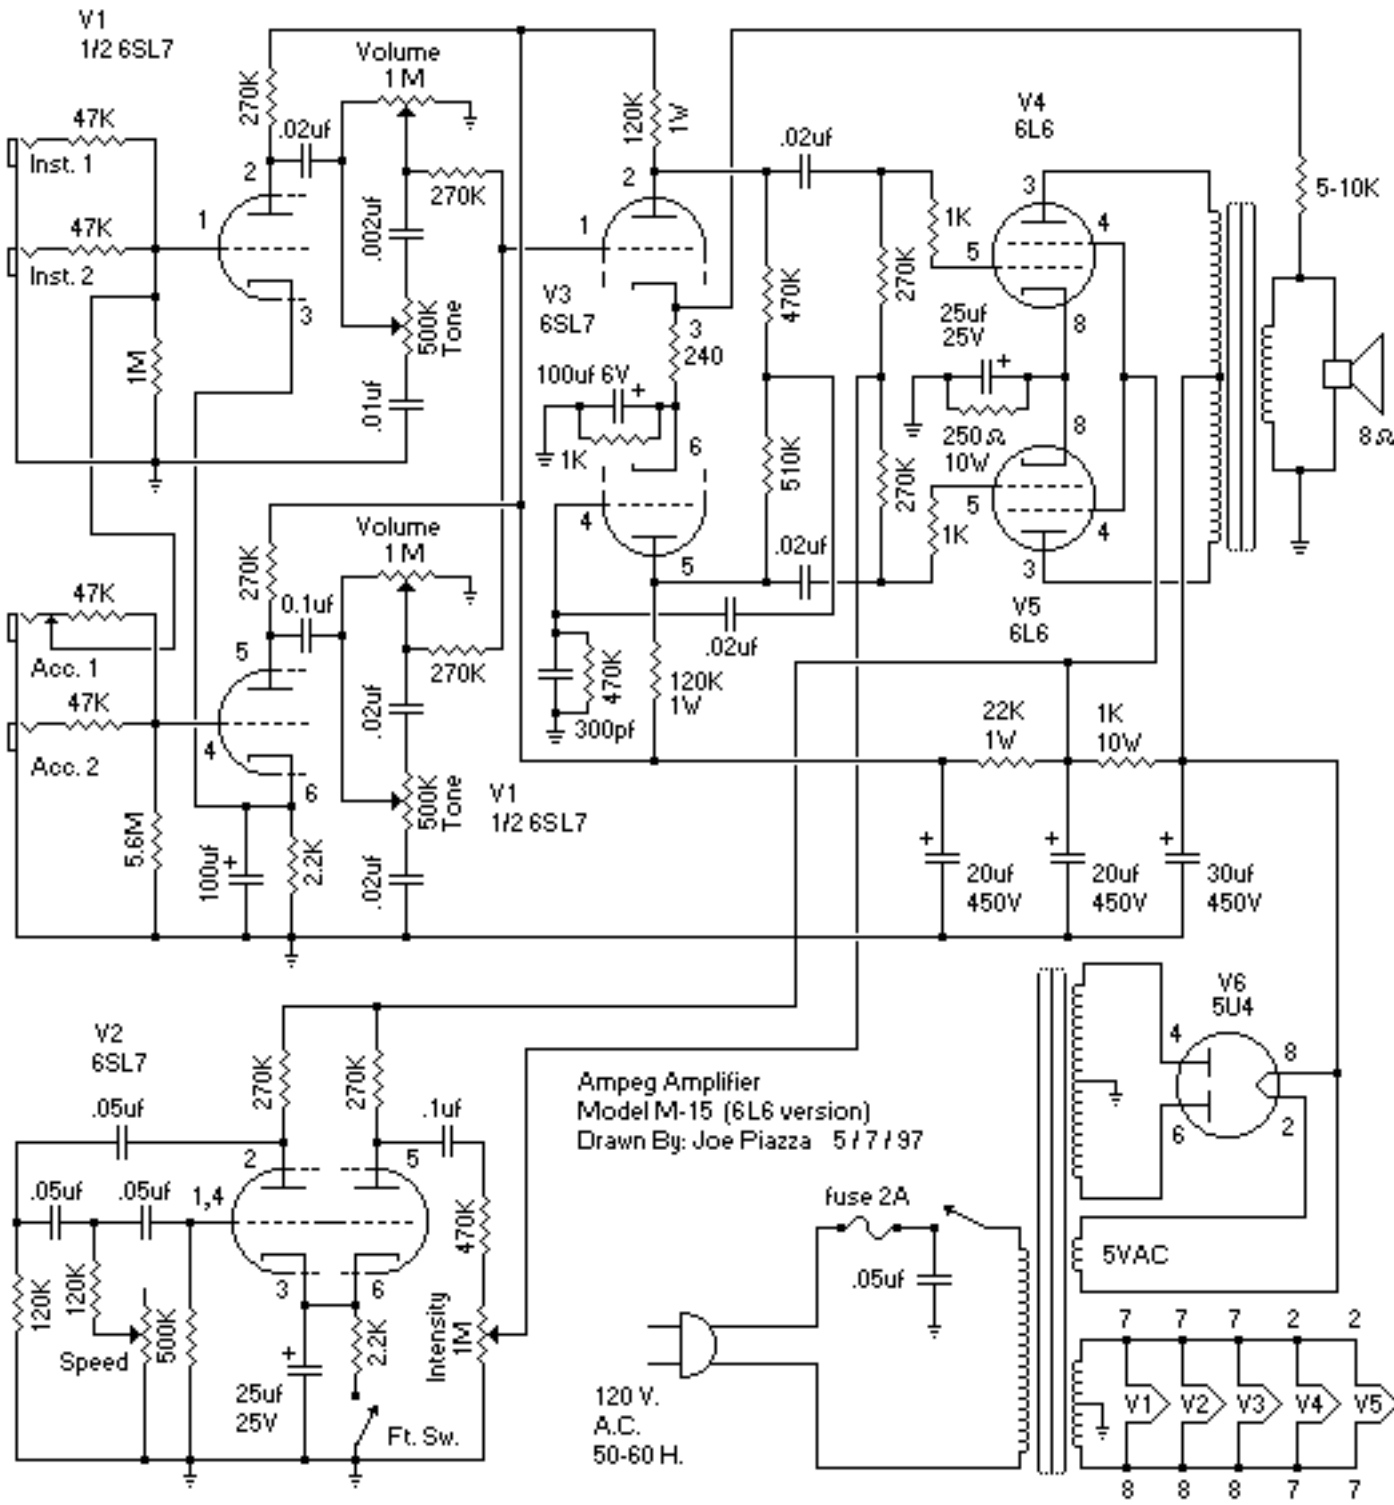 V1
1/2 6SL7
47K
Inst. 1
47K
Inst. 2
1M
270K
.02uf
2
1
3
Volume
1 M
270K
.002uf
500K
Tone
.01uf
120K
1W
2
1
V3
6SL7
3
240
100uf 6V
+
1K
6
4
5
.02uf
470K
510K
270K
270K
.02uf
.02uf
470K
300pf
120K
1W
V4
6L6
3
4
1K
5
8
25uf
25V
+
250 Ω
10W
8
5
4
1K
3
V5
6L6
5-10K
8 Ω
47K
Acc. 1
47K
Acc. 2
5.6M
270K
0.1uf
5
4
6
100uf
+
2.2K
Volume
1 M
270K
.02uf
500K
Tone
.02uf
V1
1/2 6SL7
22K
1W
1K
10W
+
20uf
450V
+
20uf
450V
+
30uf
450V
V2
6SL7
.05uf
270K
270K
.1uf
2
5
.05uf
.05uf
1,4
470K
3
6
120K
120K
Speed
500K
+
25uf
25V
2.2K
Ft. Sw.
Intensity
1M
Ampeg Amplifier
Model M-15 (6L6 version)
Drawn By: Joe Piazza 5 / 7 / 97
fuse 2A
.05uf
120 V.
A.C.
50-60 H.
V6
5U4
4
8
6
2
5VAC
7 7 7 2 2
V1 V2 V3 V4 V5
8 8 8 7 7